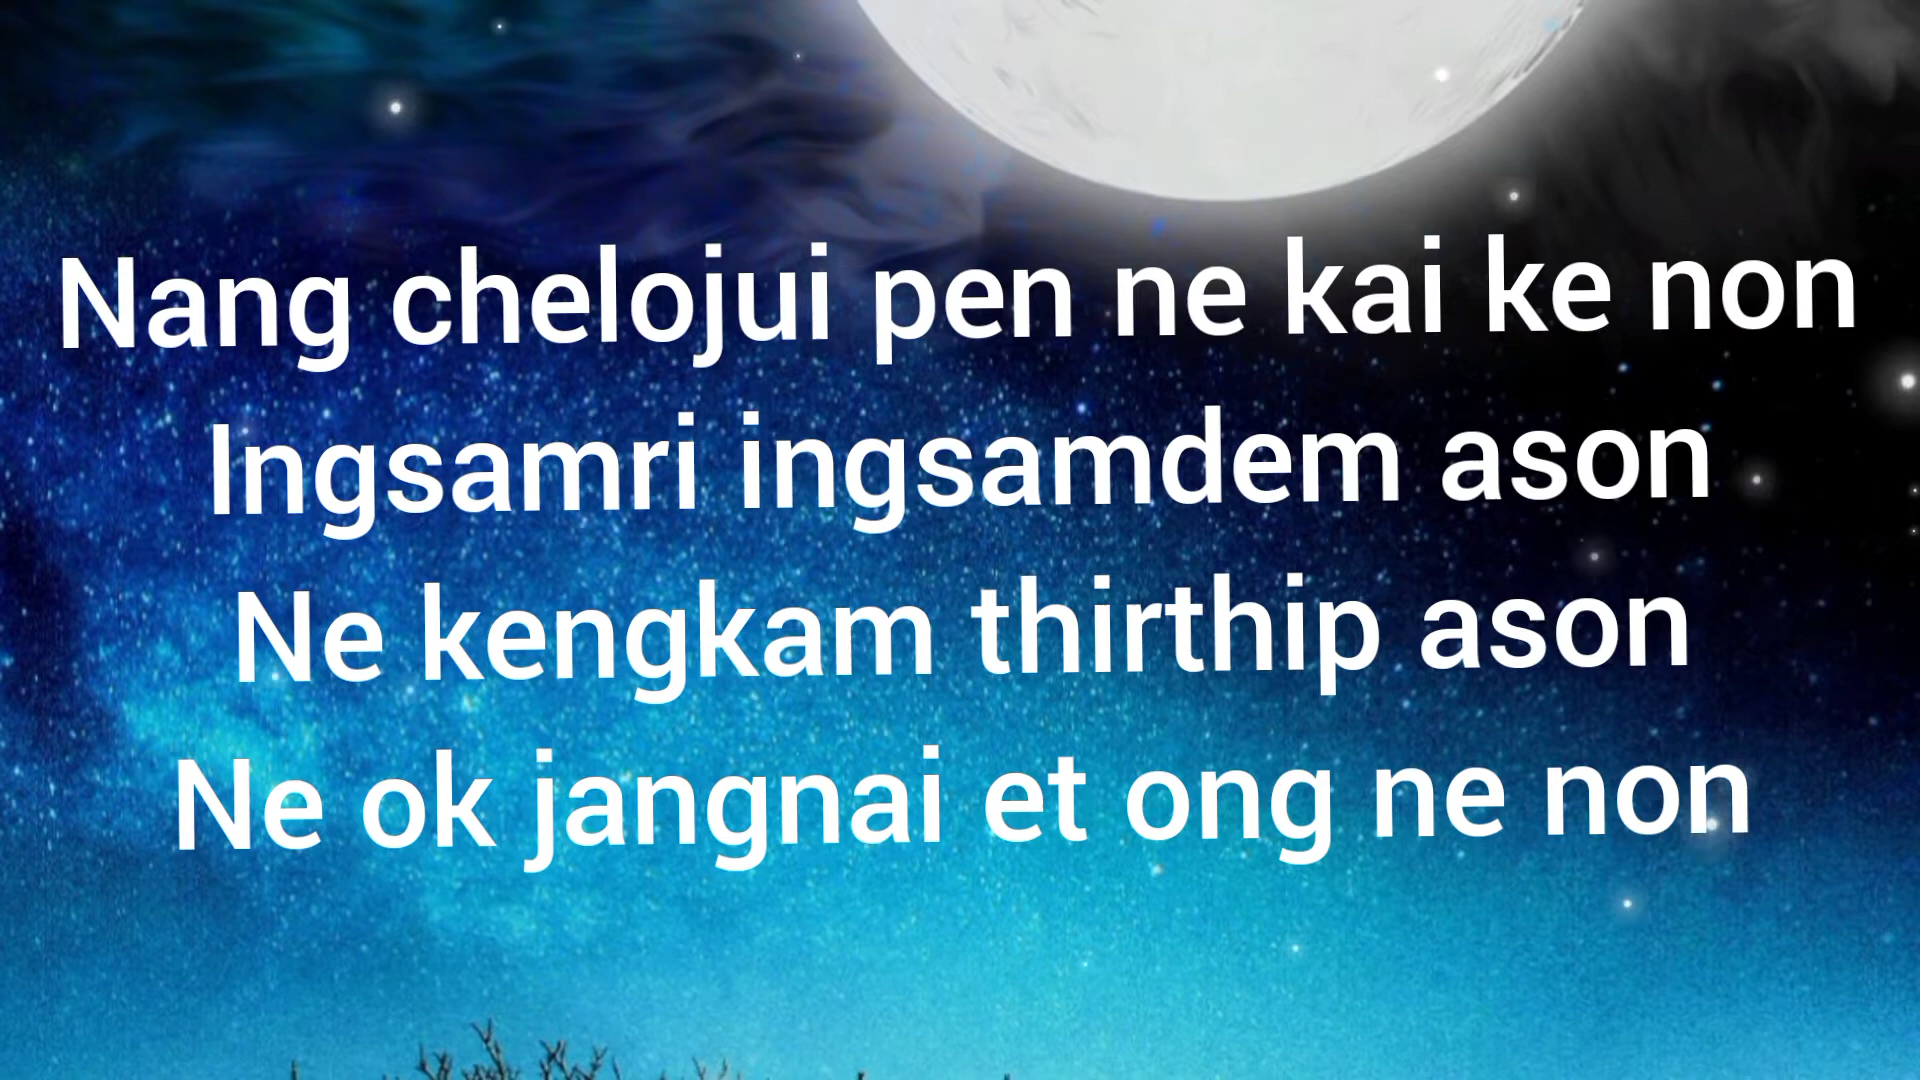 Nang chelojui pen ne kai ke non
Ingsamri ingsamdem ason
Ne kengkam thirthip ason
Ne ok jangnai et ong ne non